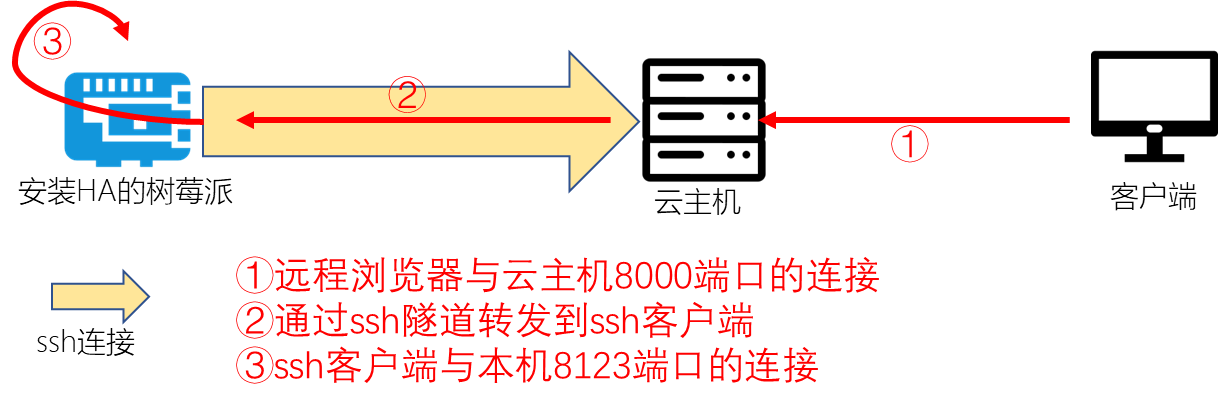 ③
②
①
安装HA的树莓派
云主机
客户端
①远程浏览器与云主机8000端口的连接
②通过ssh隧道转发到ssh客户端
③ssh客户端与本机8123端口的连接
ssh连接